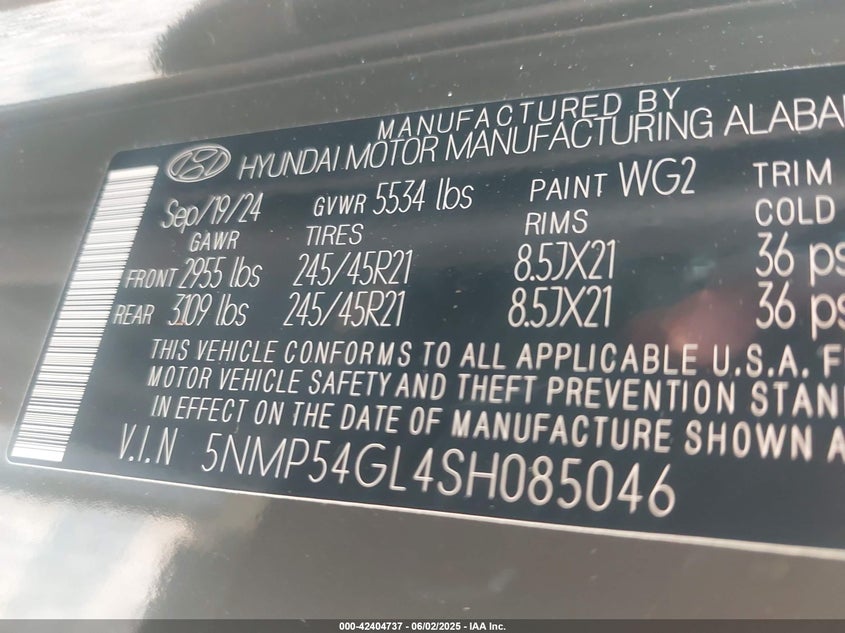 MANUFACTURED BY
HYUNDAI MOTOR MANUFACTURING
Sep/19/24 GVWR 5534 lbs PAINT WG2 TRIM
GAWR TIRES RIMS COLD
FRONT 2955 lbs 245/45R21 8.5JX21 36
REAR 3109 lbs 245/45R21 8.5JX21 36
THIS VEHICLE CONFORMS TO ALL APPLICABLE U.S.A.
MOTOR VEHICLE SAFETY AND THEFT PREVENTION
IN EFFECT ON THE DATE OF MANUFACTURE SHOWN
V.I.N 5NMP54GL4SH085046
000-42404737 - 06/02/2025 - IAA Inc.